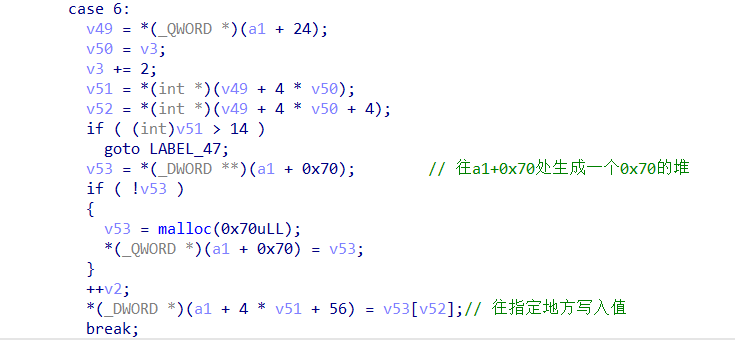 case 6:
v49 = *(_QWORD *)(a1 + 24);
v50 = v3;
v3 += 2;
v51 = *(int *)(v49 + 4 * v50);
v52 = *(int *)(v49 + 4 * v50 + 4);
if ( (int)v51 > 14 )
goto LABEL_47;
v53 = *(_DWORD **)(a1 + 0x70); // 往a1+0x70处生成一个0x70的堆
if ( !v53 )
{
v53 = malloc(0x70uLL);
*(_QWORD *)(a1 + 0x70) = v53;
}
++v2;
*(_DWORD *)(a1 + 4 * v51 + 56) = v53[v52];// 往指定地方写入值
break;